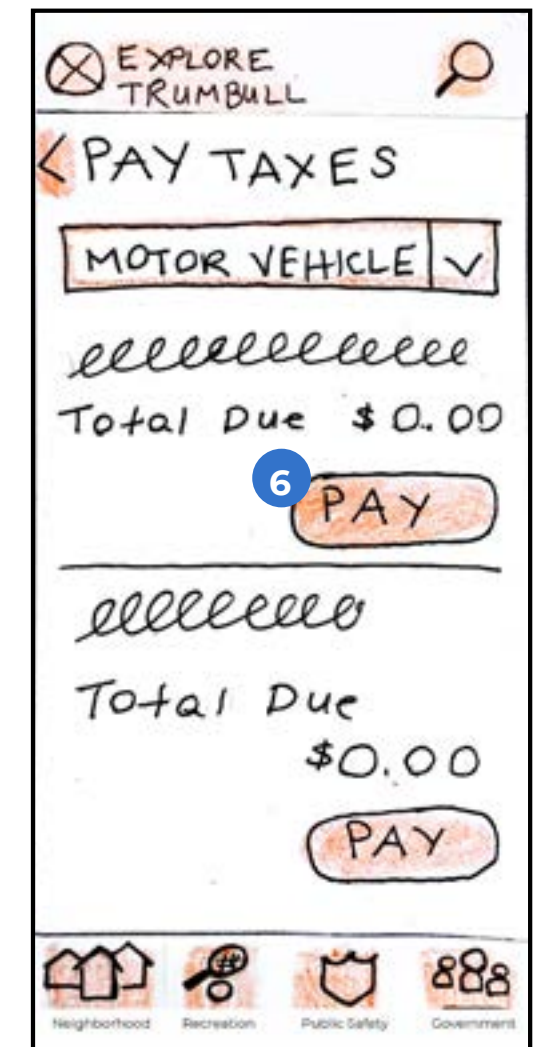 EXPLORE
TRUMBULL
PAY TAXES
MOTOR VEHICLE
Total Due $0.00
6
PAY
Total Due
$0.00
PAY
Neighborhood Recreation Public Safety Government